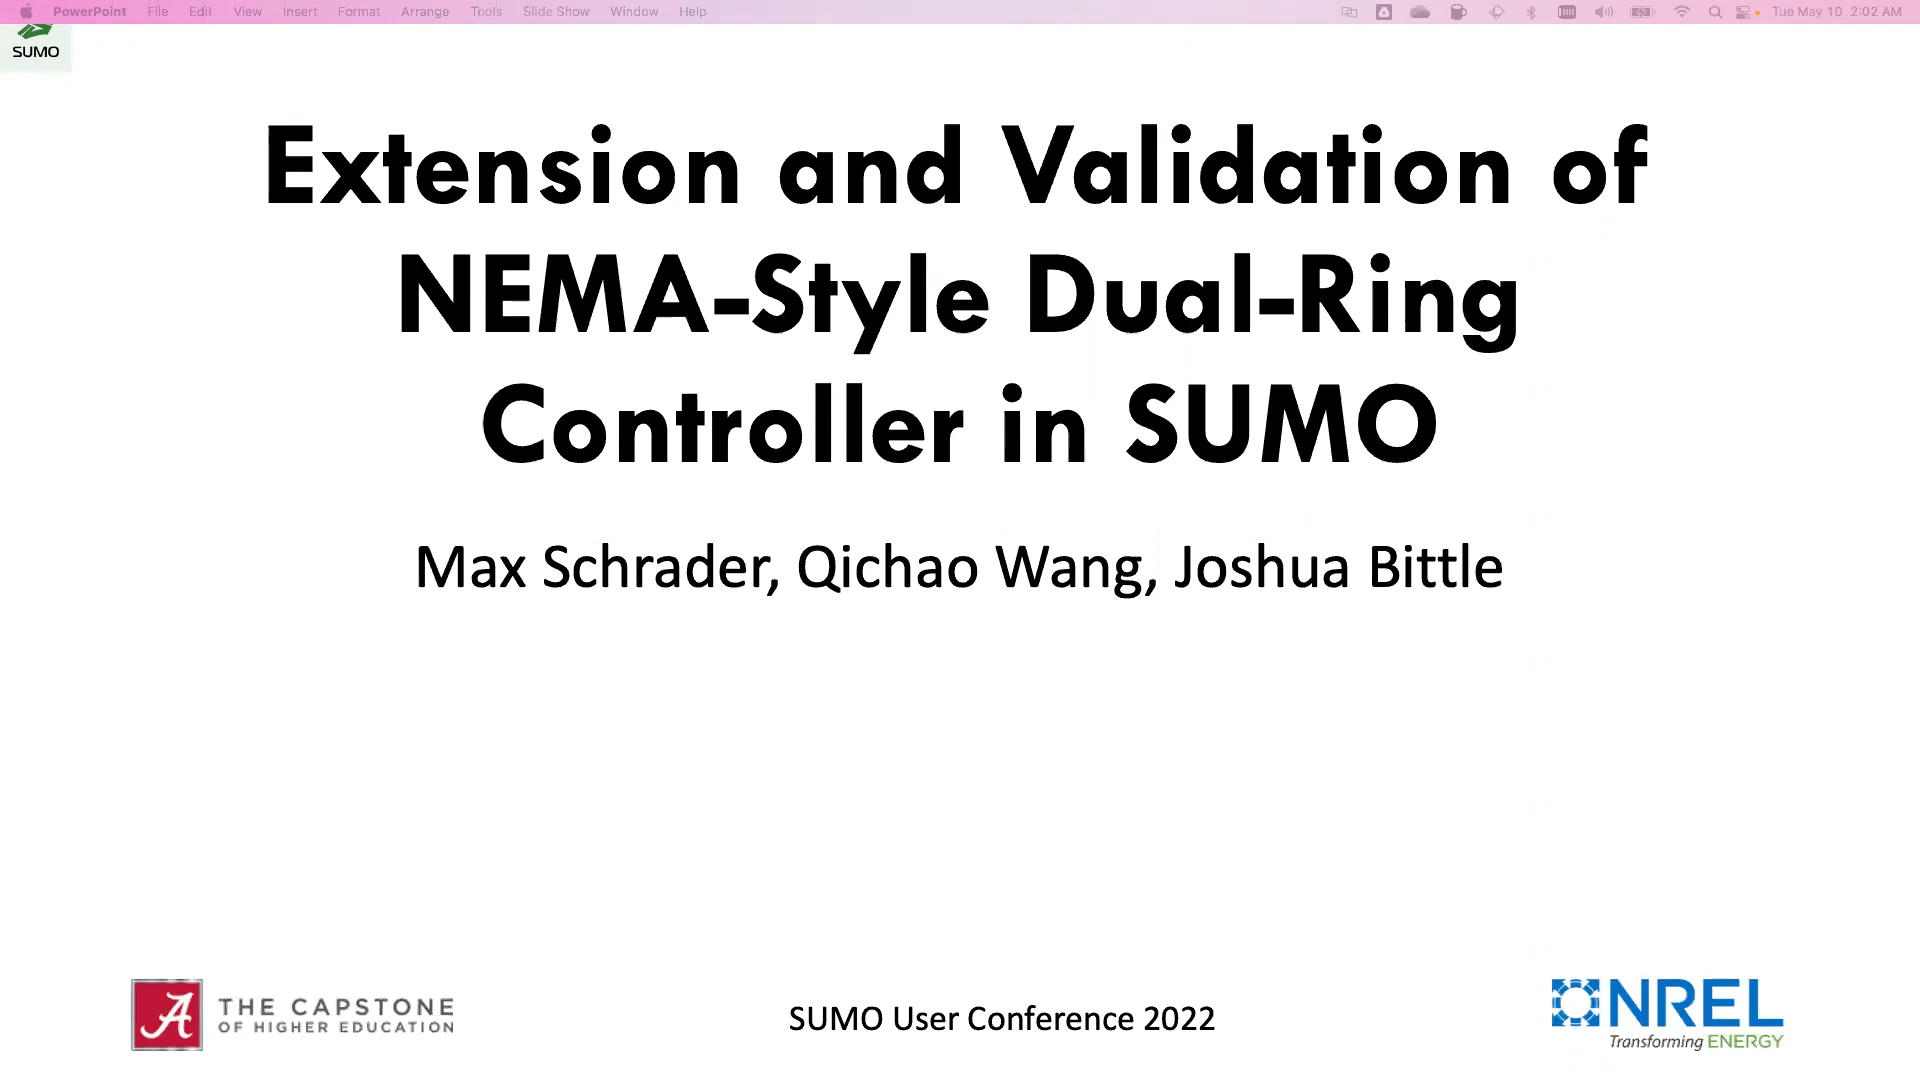 PowerPoint File Edit View Insert Format Arrange Tools Slide Show Window Help Tue May 10 2:02 AM
SUMO
Extension and Validation of
NEMA-Style Dual-Ring
Controller in SUMO
Max Schrader, Qichao Wang, Joshua Bittle
A THE CAPSTONE
OF HIGHER EDUCATION
SUMO User Conference 2022
NREL
Transforming ENERGY